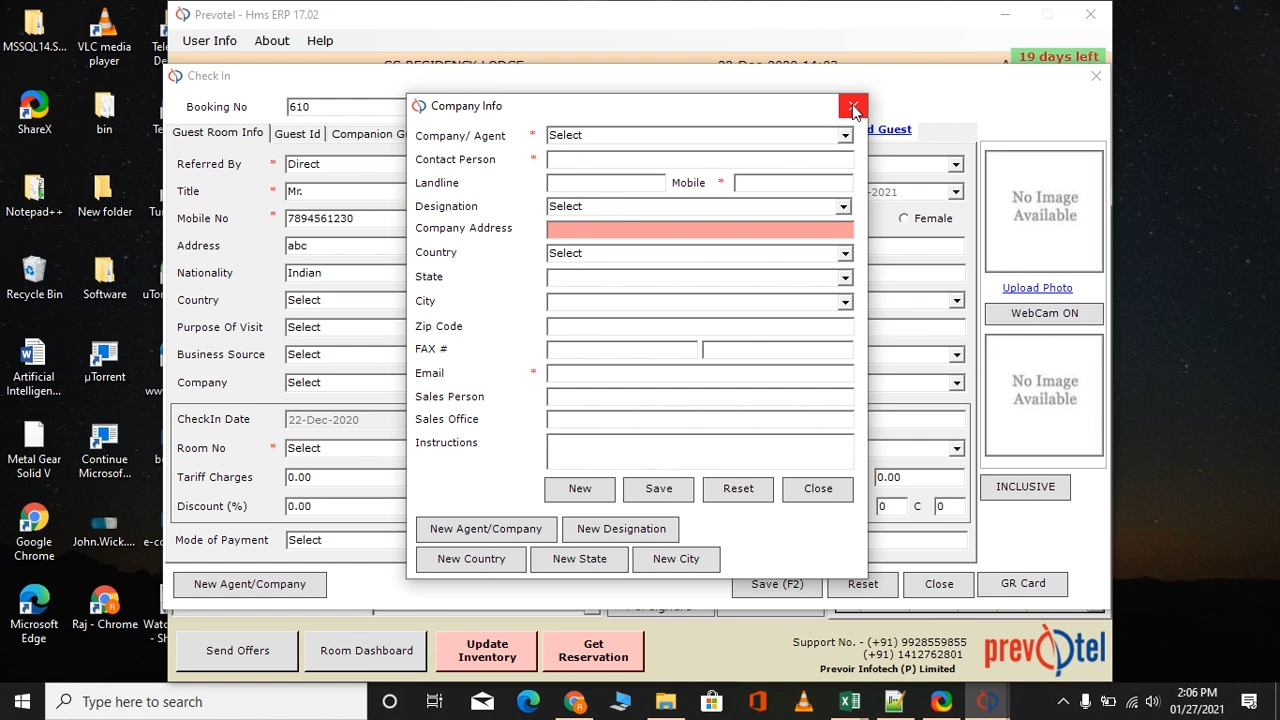 MSSQL14.S...
VLC media
player
Prevotel - Hms ERP 17.02
User Info About Help
19 days left
Check In
Booking No 610
Guest Room Info Guest Id
Referred By * Direct
Title * Mr.
Mobile No * 7894561230
Address abc
Nationality Indian
Country Select
Purpose Of Visit Select
Business Source Select
Company Select
CheckIn Date 22-Dec-2020
Room No * Select
Tariff Charges 0.00
Discount (%) 0.00
Mode of Payment Select
New Agent/Company
Company Info
Company/ Agent * Select
Contact Person *
Landline Mobile *
Designation Select
Company Address
Country Select
State
City
Zip Code
FAX #
Email *
Sales Person
Sales Office
Instructions
New Save Reset Close
New Agent/Company New Designation
New Country New State New City
Guest
-2021
Female
0.00
0 C 0
No Image
Available
Upload Photo
WebCam ON
No Image
Available
INCLUSIVE
Save (F2) Reset Close GR Card
Send Offers Room Dashboard Update
Inventory Get
Reservation
Support No. - (+91) 9928559855
(+91) 1412762801
Prevoir Infotech (P) Limited
prevotel
ShareX bin
Notepad++ New folder
Recycle Bin Software
Artificial
Intelligen...
µTorrent
Metal Gear
Solid V
Continue
Microsof...
Google
Chrome
John.Wick....
Microsoft
Edge
Raj - Chrome
Type here to search
2:06 PM
01/27/2021